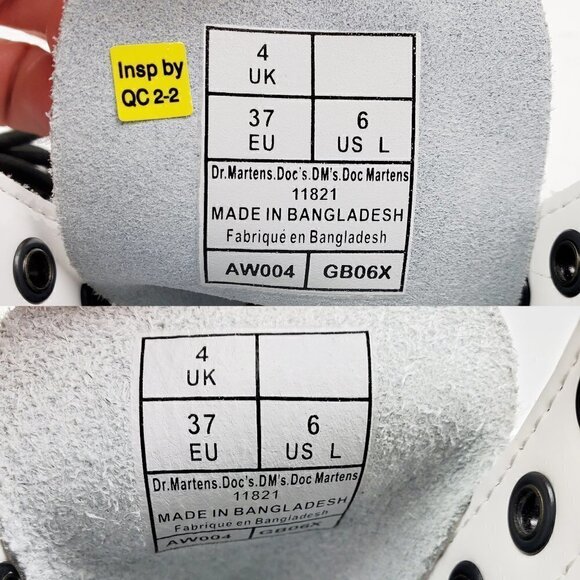 Insp by
QC 2-2
4
UK
37
EU
6
US L
Dr.Martens.Doc's.DM's.Doc Martens
11821
MADE IN BANGLADESH
Fabriqué en Bangladesh
AW004
GB06X
4
UK
37
EU
6
US L
Dr.Martens.Doc's.DM's.Doc Martens
11821
MADE IN BANGLADESH
Fabriqué en Bangladesh
AW004
GB06X